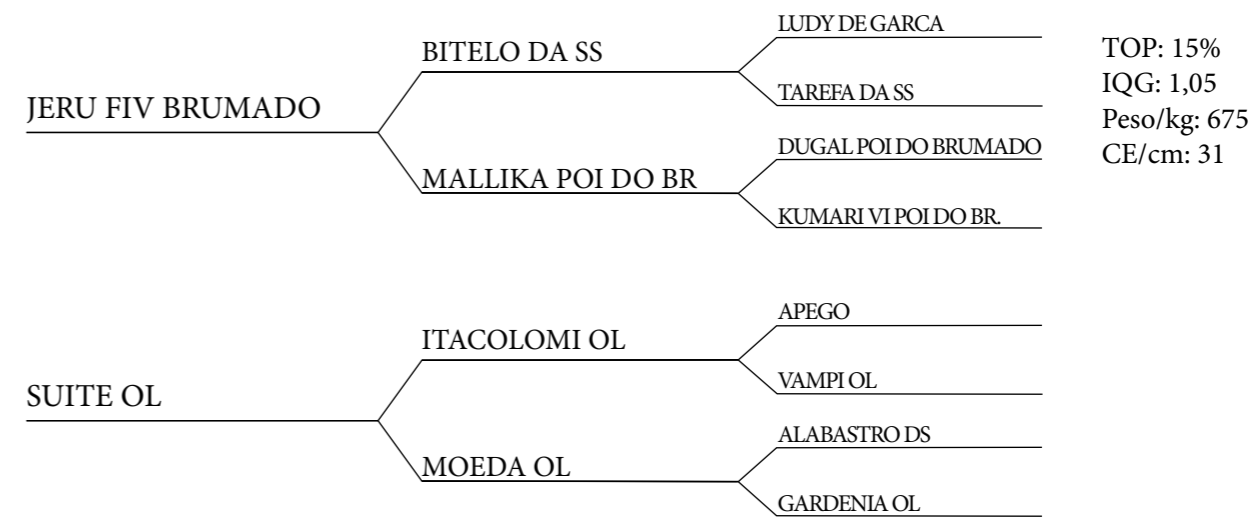 LUDY DE GARCA
BITELO DA SS
TAREFA DA SS
JERU FIV BRUMADO
DUGAL POI DO BRUMADO
MALLIKA POI DO BR
KUMARI VI POI DO BR.
TOP: 15%
IQG: 1,05
Peso/kg: 675
CE/cm: 31
APEGO
ITACOLOMI OL
VAMPI OL
SUITE OL
ALABASTRO DS
MOEDA OL
GARDENIA OL